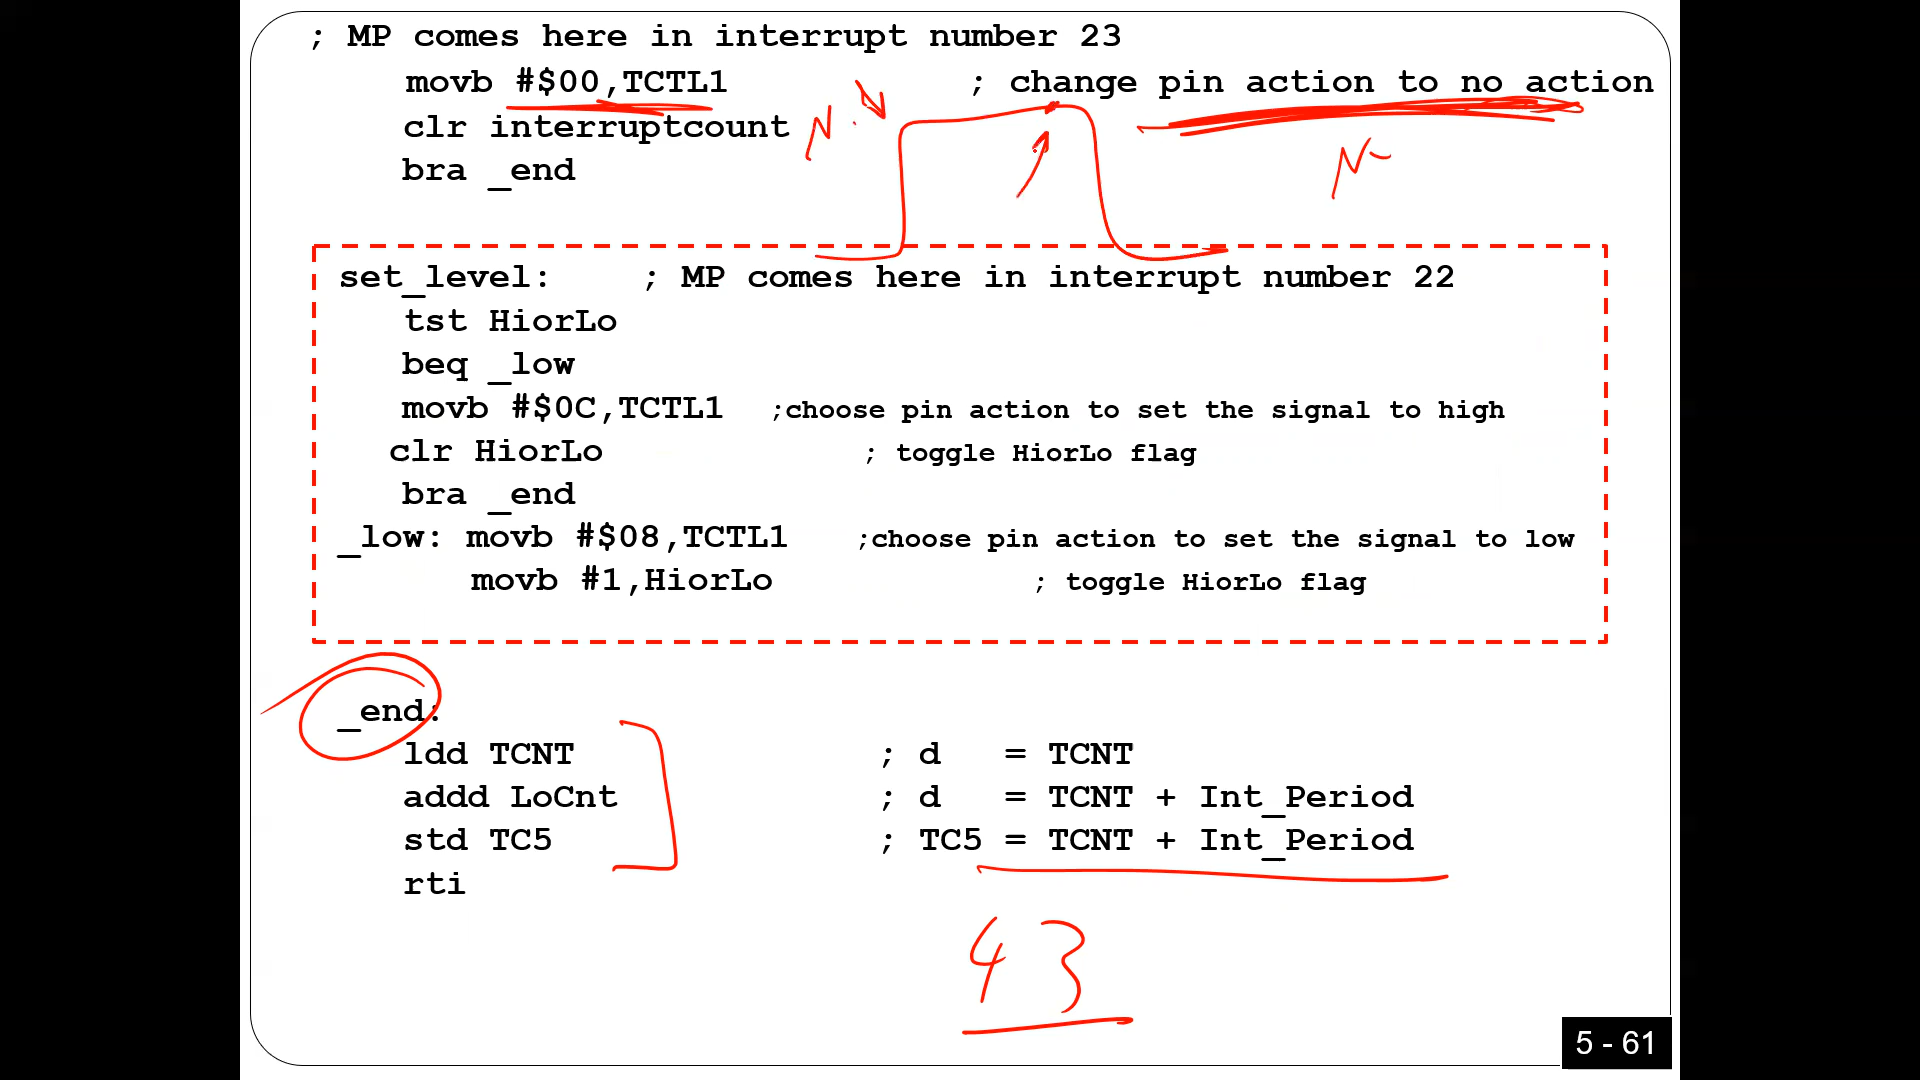 ; MP comes here in interrupt number 23
movb #$00,TCTL1 ; change pin action to no action
clr interruptcount
bra _end
set_level: ; MP comes here in interrupt number 22
tst HiorLo
beq _low
movb #$0C,TCTL1 ;choose pin action to set the signal to high
clr HiorLo ; toggle HiorLo flag
bra _end
_low: movb #$08,TCTL1 ;choose pin action to set the signal to low
movb #1,HiorLo ; toggle HiorLo flag
_end:
ldd TCNT ; d = TCNT
addd LoCnt ; d = TCNT + Int_Period
std TC5 ; TC5 = TCNT + Int_Period
rti
43
5 - 61